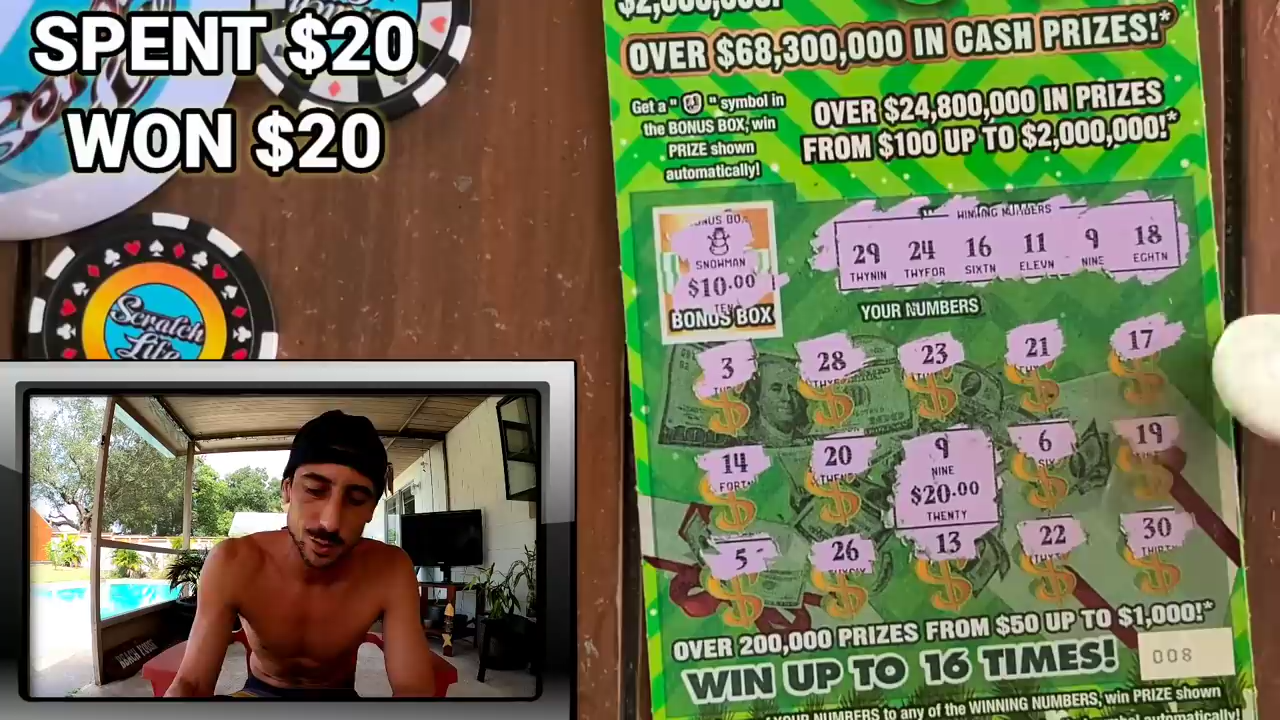 SPENT $20
WON $20
$2,000,000!
OVER $68,300,000 IN CASH PRIZES!*
Get a " " symbol in
the BONUS BOX, win
PRIZE shown
automatically!
OVER $24,800,000 IN PRIZES
FROM $100 UP TO $2,000,000!*
SNOWMAN
$10.00
TEN
BONUS BOX
WINNING NUMBERS
29 24 16 11 9 18
THYNIN THYFOR SIXTN ELEVN NINE EGHTN
YOUR NUMBERS
3 28 23 21 17
14 20 9 6 19
NINE
$20.00
TWENTY
5 26 13 22 30
OVER 200,000 PRIZES FROM $50 UP TO $1,000!*
WIN UP TO 16 TIMES!
008
YOUR NUMBERS to any of the WINNING NUMBERS, win PRIZE shown
automatically!
Scratch
Life